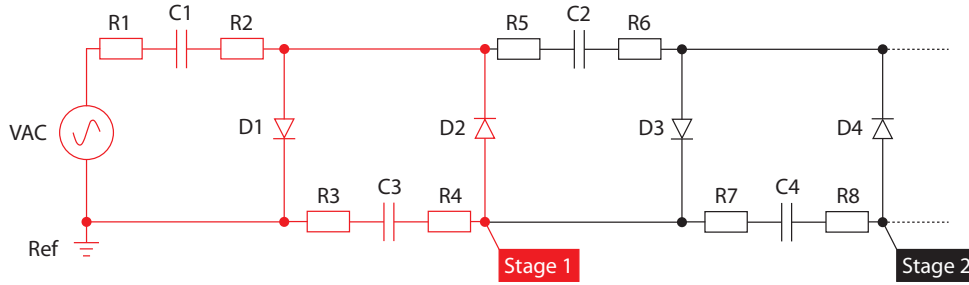 R1
C1
R2
R5
C2
R6
VAC
D1
D2
D3
D4
R3
C3
R4
R7
C4
R8
Ref
Stage 1
Stage 2